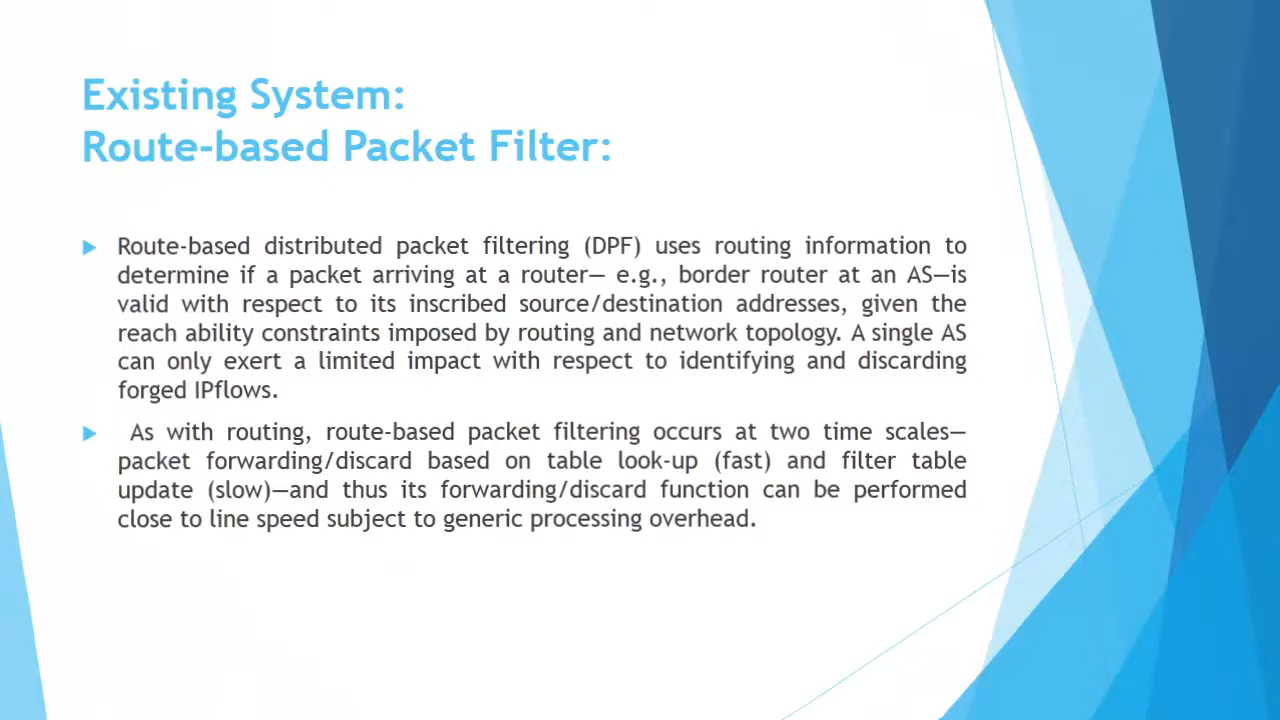 Existing System:
Route-based Packet Filter:
Route-based distributed packet filtering (DPF) uses routing information to
determine if a packet arriving at a router— e.g., border router at an AS—is
valid with respect to its inscribed source/destination addresses, given the
reach ability constraints imposed by routing and network topology. A single AS
can only exert a limited impact with respect to identifying and discarding
forged IPflows.
As with routing, route-based packet filtering occurs at two time scales—
packet forwarding/discard based on table look-up (fast) and filter table
update (slow)—and thus its forwarding/discard function can be performed
close to line speed subject to generic processing overhead.